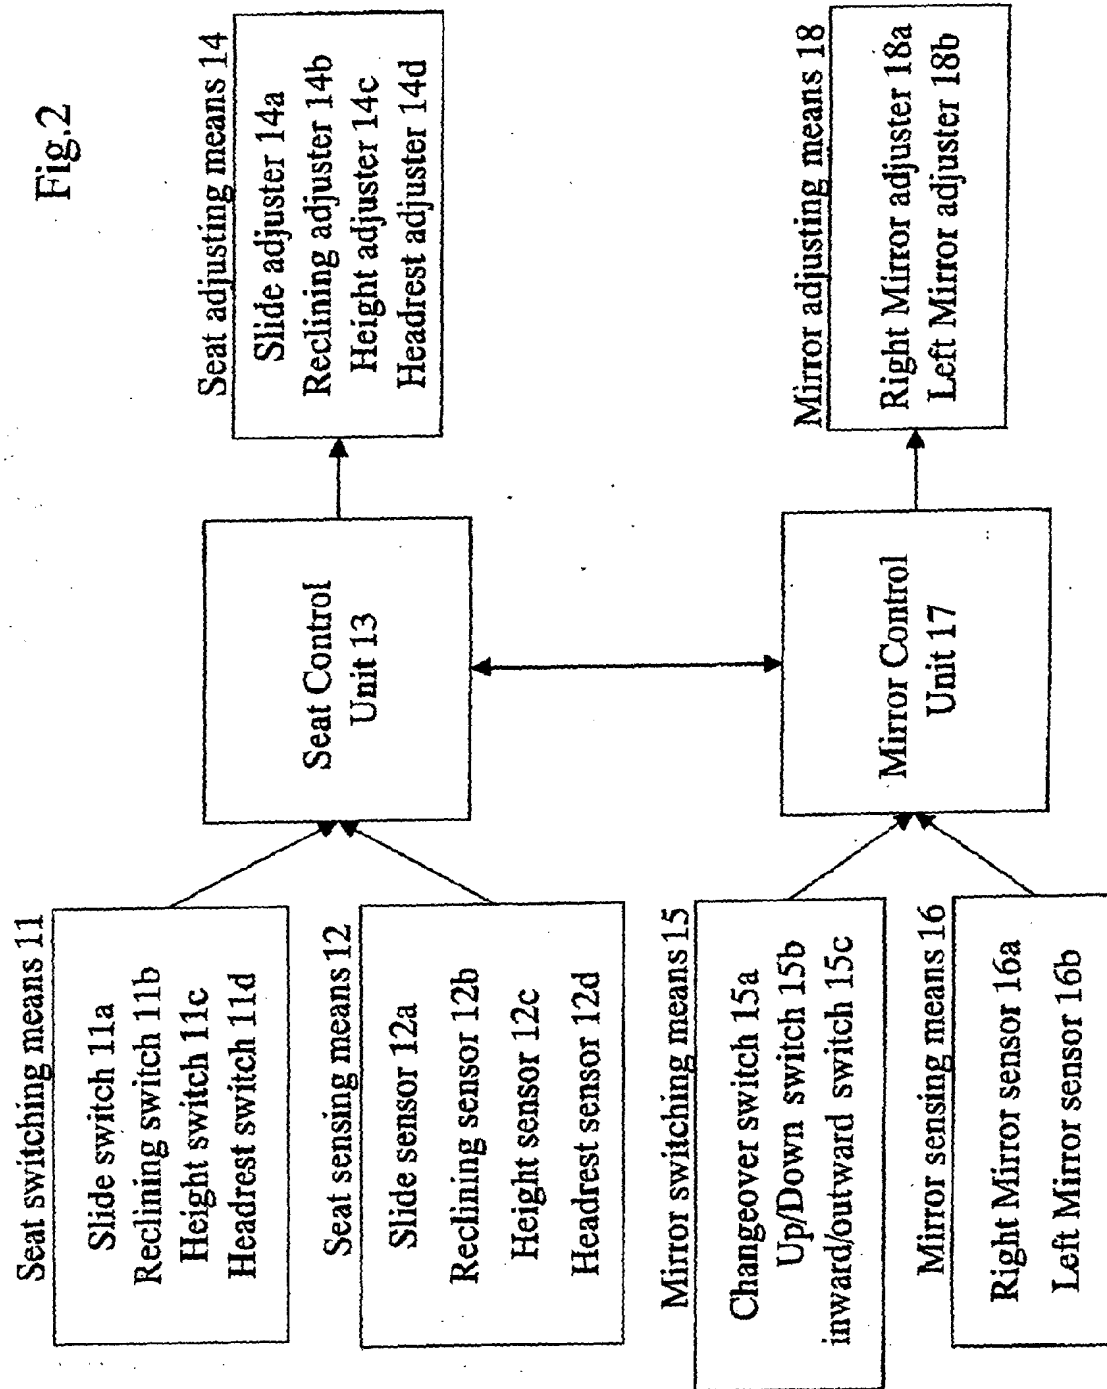 Fig.2
Seat switching means 11
Slide switch 11a
Reclining switch 11b
Height switch 11c
Headrest switch 11d
Seat sensing means 12
Slide sensor 12a
Reclining sensor 12b
Height sensor 12c
Headrest sensor 12d
Seat Control
Unit 13
Seat adjusting means 14
Slide adjuster 14a
Reclining adjuster 14b
Height adjuster 14c
Headrest adjuster 14d
Mirror switching means 15
Changeover switch 15a
Up/Down switch 15b
inward/outward switch 15c
Mirror sensing means 16
Right Mirror sensor 16a
Left Mirror sensor 16b
Mirror Control
Unit 17
Mirror adjusting means 18
Right Mirror adjuster 18a
Left Mirror adjuster 18b